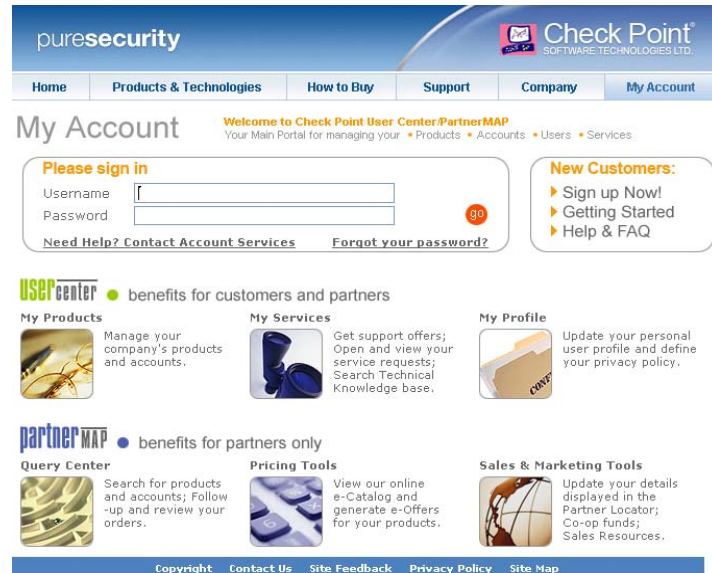 puresecurity
Check Point®
SOFTWARE TECHNOLOGIES LTD.
Home Products & Technologies How to Buy Support Company My Account
My Account
Welcome to Check Point User Center/PartnerMAP
Your Main Portal for managing your • Products • Accounts • Users • Services
Please sign in
Username
Password
go
Need Help? Contact Account Services Forgot your password?
New Customers:
Sign up Now!
Getting Started
Help & FAQ
user center • benefits for customers and partners
My Products
Manage your
company's products
and accounts.
My Services
Get support offers;
Open and view your
service requests;
Search Technical
Knowledge base.
My Profile
Update your personal
user profile and define
your privacy policy.
CONF
partner MAP • benefits for partners only
Query Center
Search for products
and accounts; Follow
-up and review your
orders.
Pricing Tools
View our online
e-Catalog and
generate e-Offers
for your products.
Sales & Marketing Tools
Update your details
displayed in the
Partner Locator;
Co-op funds;
Sales Resources.
Copyright Contact Us Site Feedback Privacy Policy Site Map